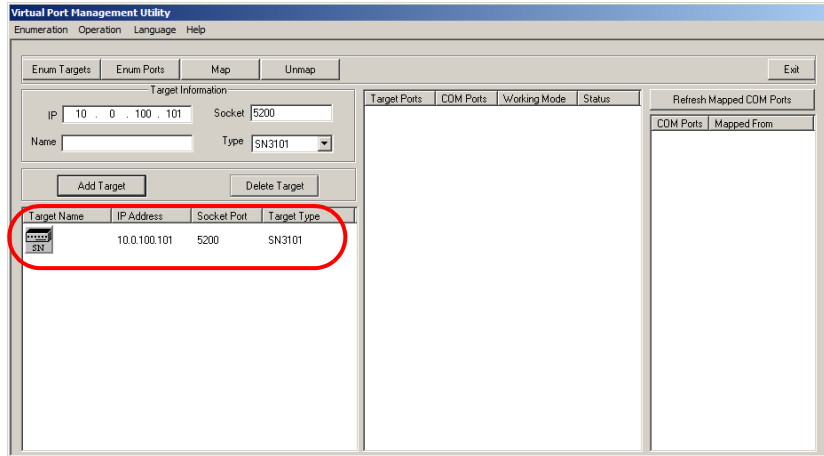 Virtual Port Management Utility
Enumeration Operation Language Help
Enum Targets Enum Ports Map Unmap Exit
Target Information
IP 10 . 0 . 100 . 101 Socket 5200
Name Type SN3101
Add Target Delete Target
Target Name IP Address Socket Port Target Type
SN 10.0.100.101 5200 SN3101
Target Ports COM Ports Working Mode Status
Refresh Mapped COM Ports
COM Ports Mapped From